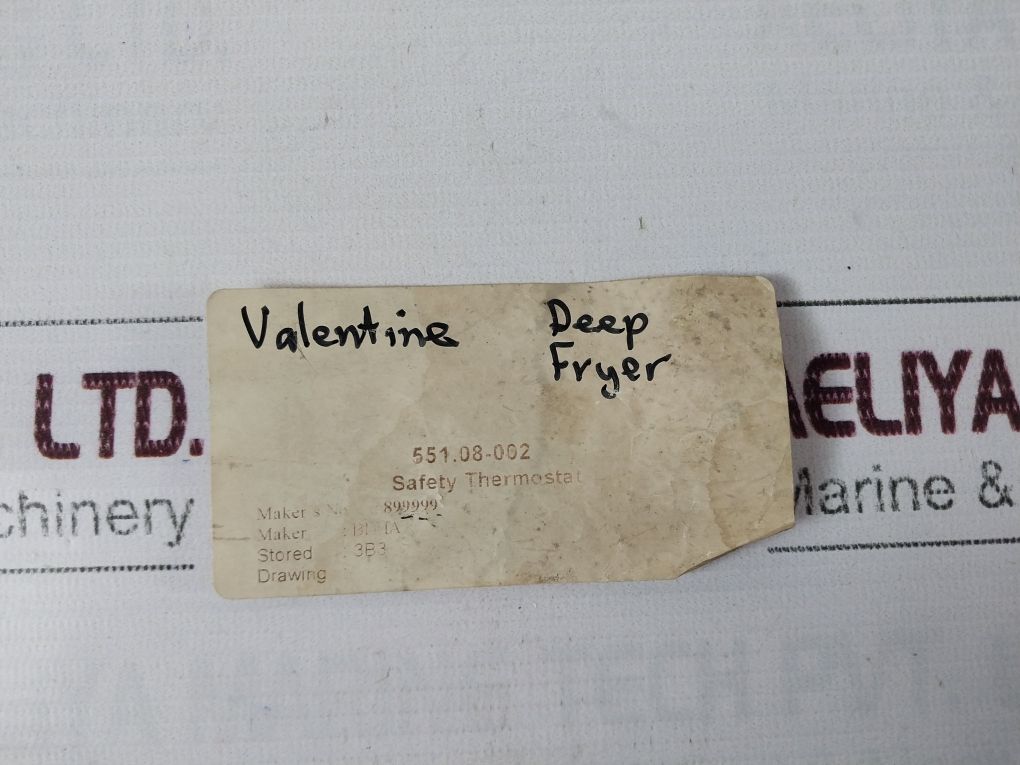 Valentine Deep
Fryer
551.08-002
Safety Thermostat
Maker's No 899999
Maker :
Stored : 3B3
Drawing
LTD. AELIYA
chinery Marine &